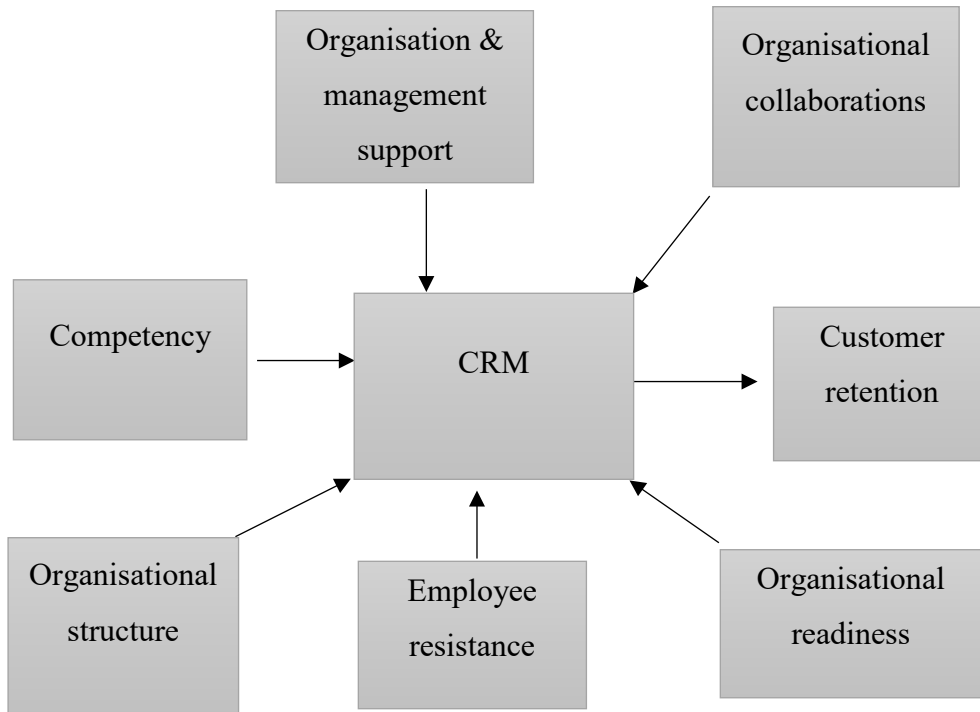 Organisation &
management
support
Organisational
collaborations
Competency
CRM
Customer
retention
Organisational
structure
Employee
resistance
Organisational
readiness